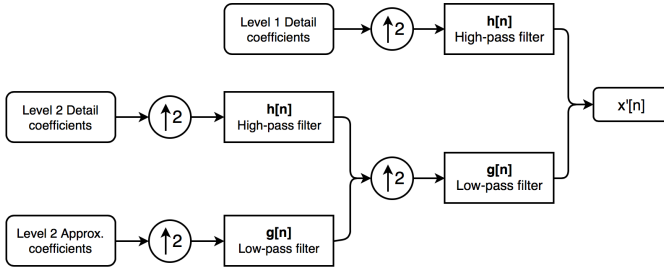 Level 1 Detail
coefficients
↑2
h[n]
High-pass filter
Level 2 Detail
coefficients
↑2
h[n]
High-pass filter
x'[n]
↑2
g[n]
Low-pass filter
Level 2 Approx.
coefficients
↑2
g[n]
Low-pass filter